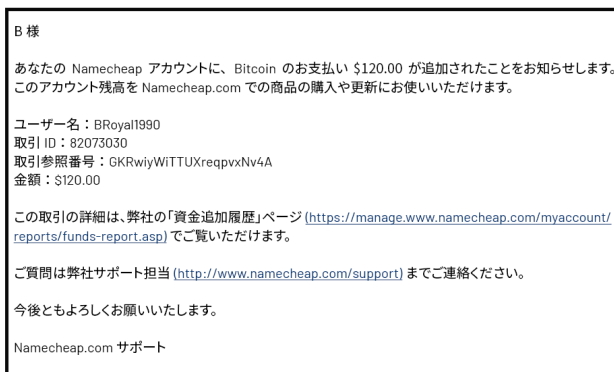 B 様
あなたの Namecheap アカウントに、 Bitcoin のお支払い $120.00 が追加されたことをお知らせします。
このアカウント残高を Namecheap.com での商品の購入や更新にお使いいただけます。
ユーザー名：BRoyal1990
取引 ID：82073030
取引参照番号：GKRwiyWiTTUXreqpvxNv4A
金額：$120.00
この取引の詳細は、弊社の「資金追加履歴」ページ (https://manage.www.namecheap.com/myaccount/
reports/funds-report.asp) でご覧いただけます。
ご質問は弊社サポート担当 (http://www.namecheap.com/support) までご連絡ください。
今後ともよろしくお願いいたします。
Namecheap.com サポート